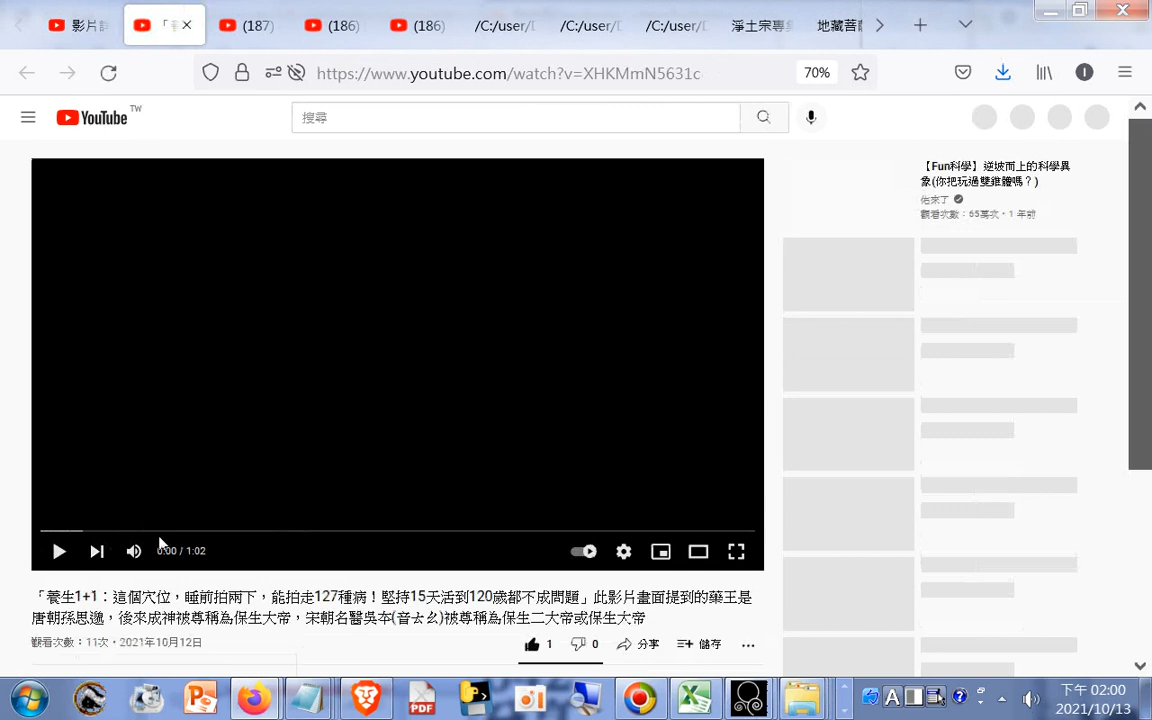 影片
「
(187)
(186)
(186)
/C:/user/
/C:/user/
/C:/user/
淨土宗專
地藏菩
https://www.youtube.com/watch?v=XHKMmN5631c
70%
YouTube TW
搜尋
【Fun科學】逆坡而上的科學異
象(你把玩過雙錐體嗎？)
佑來了
觀看次數：65萬次 • 1 年前
0:00 / 1:02
「養生1+1：這個穴位，睡前拍兩下，能拍走127種病！堅持15天活到120歲都不成問題」此影片畫面提到的藥王是
唐朝孫思邈，後來成神被尊稱為保生大帝，宋朝名醫吳夲(音ㄊㄠ)被尊稱為保生二大帝或保生大帝
觀看次數：11次 • 2021年10月12日
1
0
分享
儲存
下午 02:00
2021/10/13